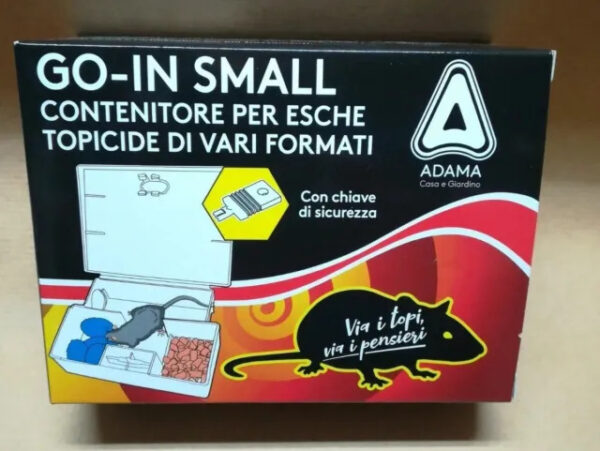 GO-IN SMALL
CONTENITORE PER ESCHE
TOPICIDE DI VARI FORMATI
ADAMA
Casa e Giardino
Con chiave
di sicurezza
Via i topi,
via i pensieri